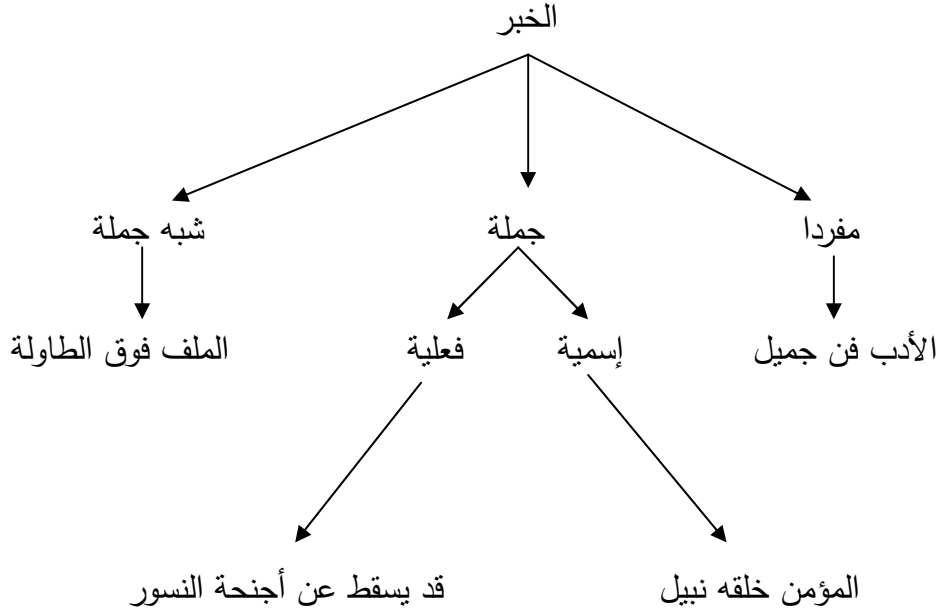 الخبر
مفردا
جملة
شبه جملة
الأدب فن جميل
إسمية
فعلية
الملف فوق الطاولة
المؤمن خلقه نبيل
قد يسقط عن أجنحة النسور